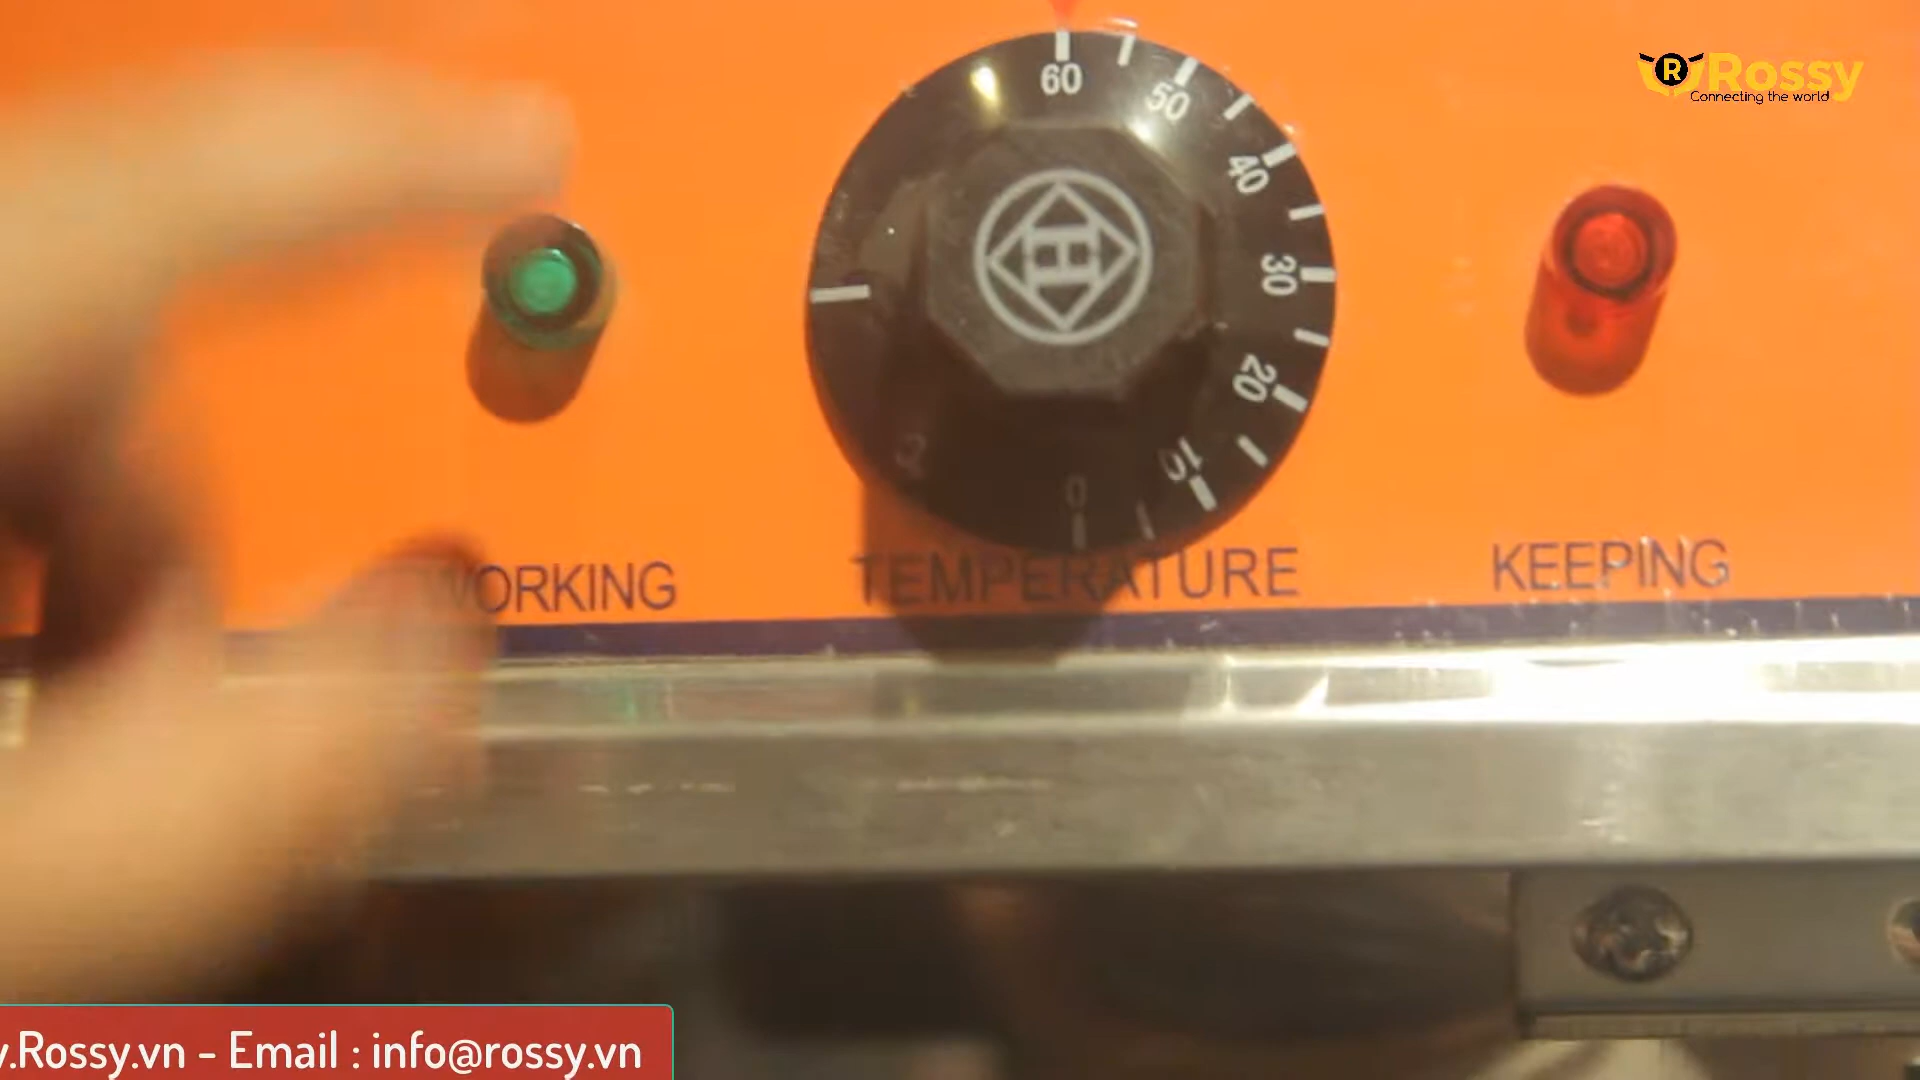 60
50
40
30
20
10
0
H
R Rossy
Connecting the world
WORKING
TEMPERATURE
KEEPING
.Rossy.vn - Email : info@rossy.vn